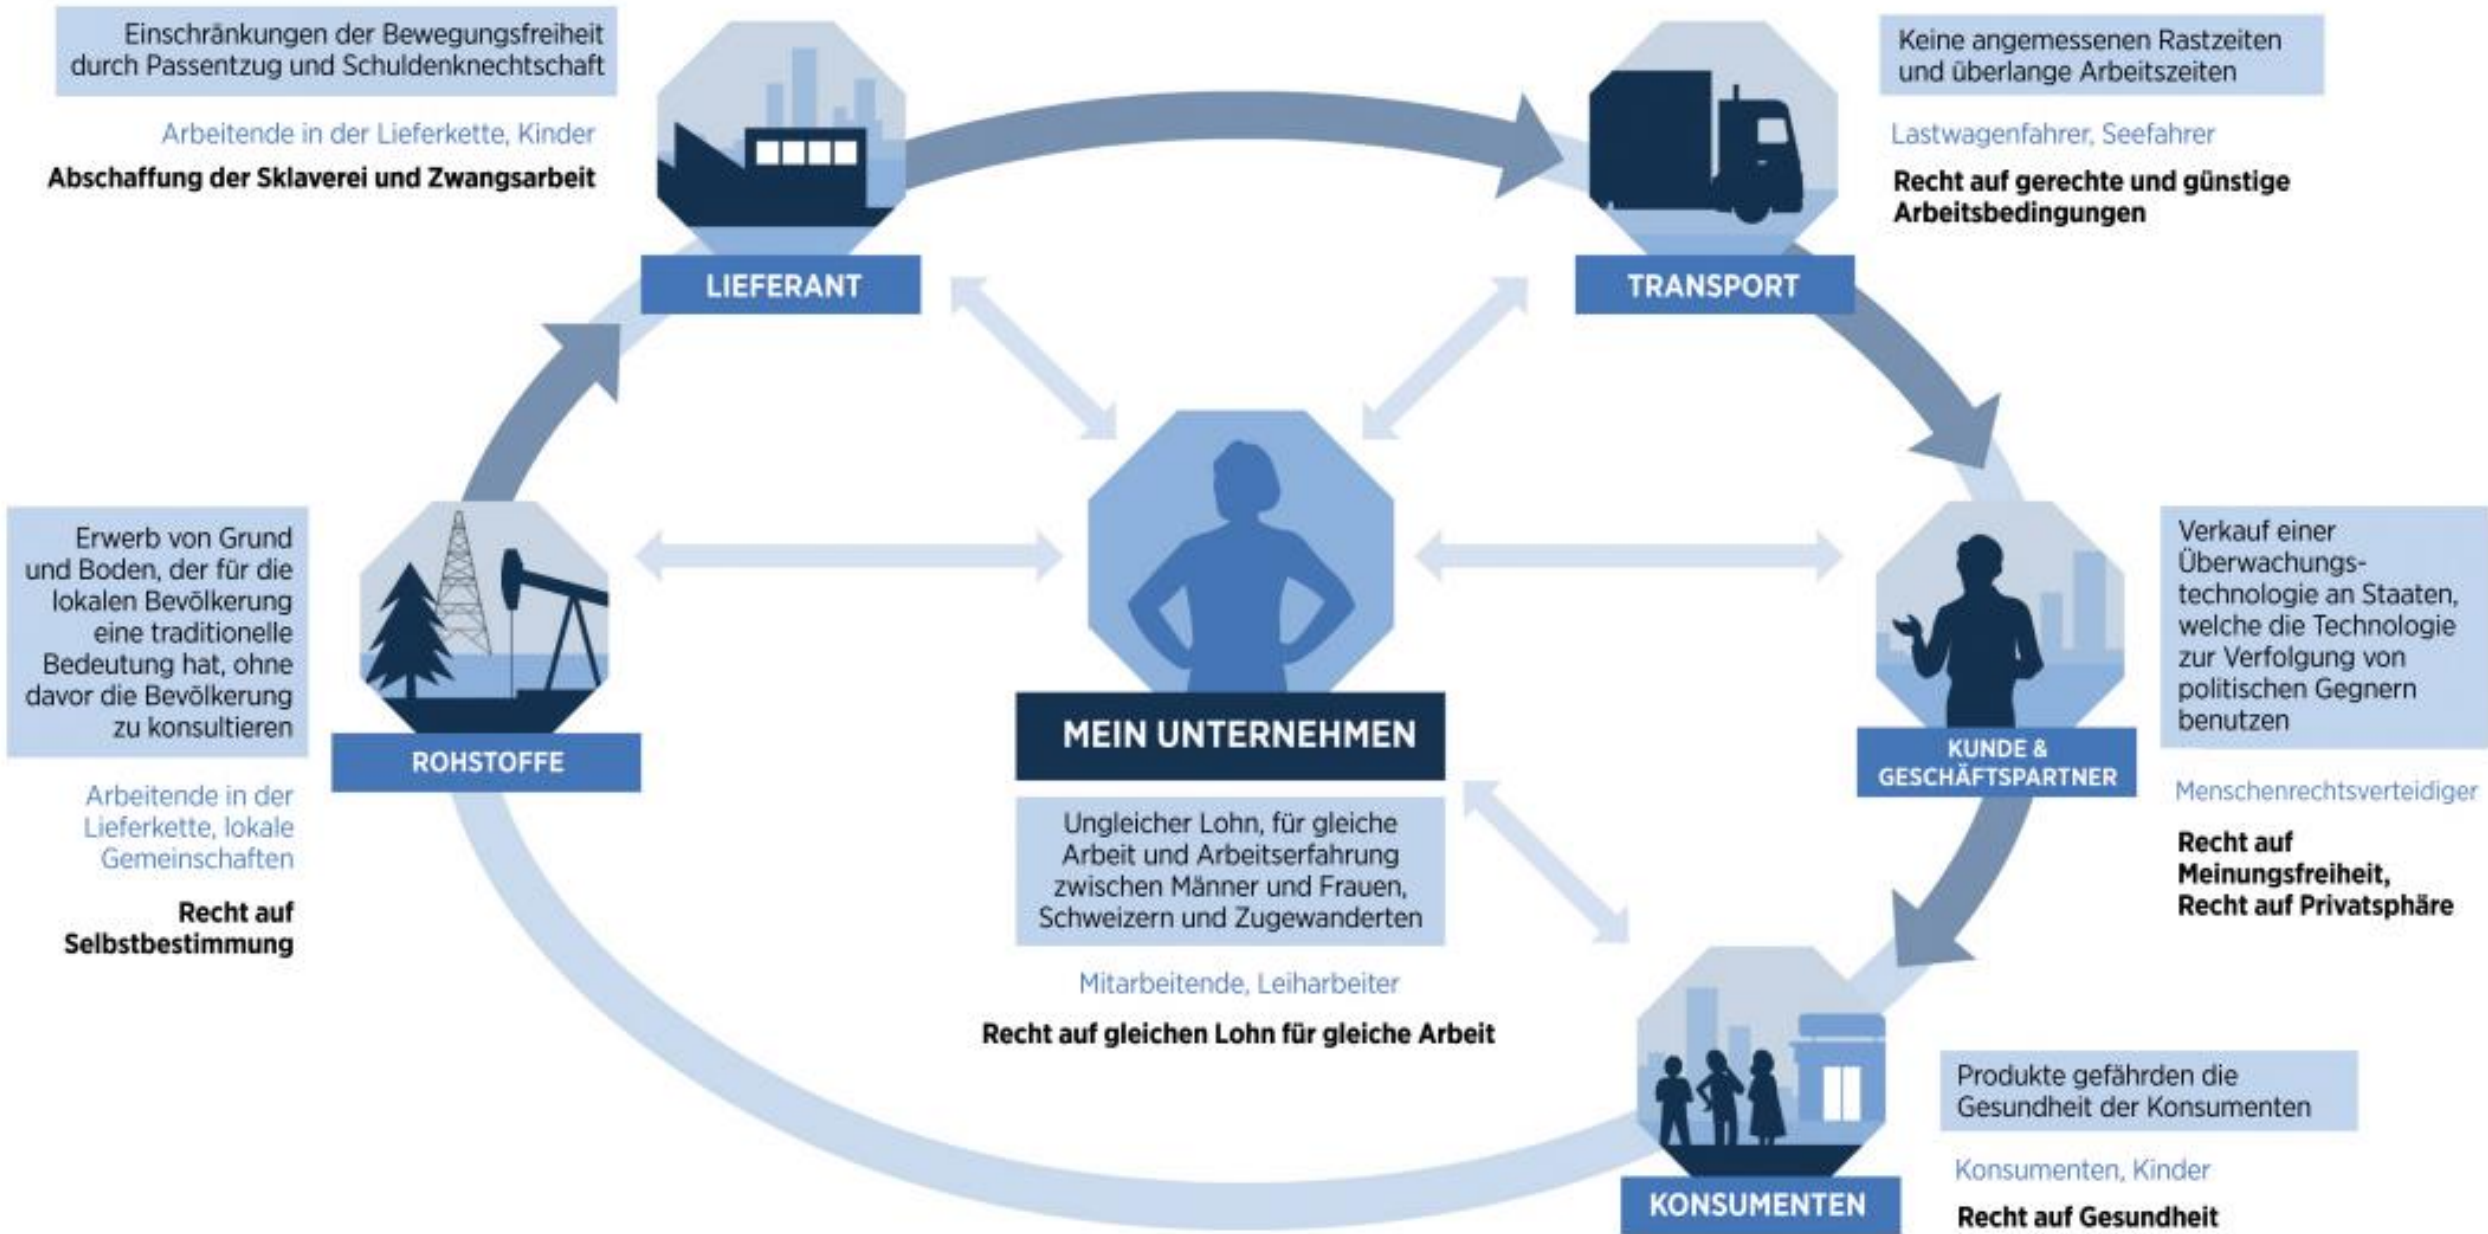 Einschränkungen der Bewegungsfreiheit
durch Passentzug und Schuldenknechtschaft
Arbeitende in der Lieferkette, Kinder
Abschaffung der Sklaverei und Zwangsarbeit
LIEFERANT
Keine angemessenen Rastzeiten
und überlange Arbeitszeiten
Lastwagenfahrer, Seefahrer
Recht auf gerechte und günstige
Arbeitsbedingungen
TRANSPORT
Erwerb von Grund
und Boden, der für die
lokalen Bevölkerung
eine traditionelle
Bedeutung hat, ohne
davor die Bevölkerung
zu konsultieren
Arbeitende in der
Lieferkette, lokale
Gemeinschaften
Recht auf
Selbstbestimmung
ROHSTOFFE
MEIN UNTERNEHMEN
Ungleicher Lohn, für gleiche
Arbeit und Arbeitserfahrung
zwischen Männer und Frauen,
Schweizern und Zugewanderten
Mitarbeitende, Leiharbeiter
Recht auf gleichen Lohn für gleiche Arbeit
KUNDE &
GESCHÄFTSPARTNER
Verkauf einer
Überwachungs-
technologie an Staaten,
welche die Technologie
zur Verfolgung von
politischen Gegnern
benutzen
Menschenrechtsverteidiger
Recht auf
Meinungsfreiheit,
Recht auf Privatsphäre
KONSUMENTEN
Produkte gefährden die
Gesundheit der Konsumenten
Konsumenten, Kinder
Recht auf Gesundheit